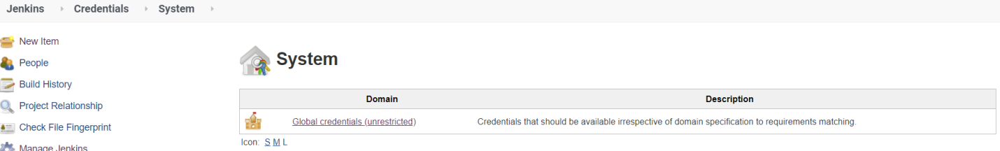 Jenkins Credentials System
New Item
People
Build History
Project Relationship
Check File Fingerprint
Manage Jenkins
System
Domain Description
Global credentials (unrestricted) Credentials that should be available irrespective of domain specification to requirements matching.
Icon: S M L